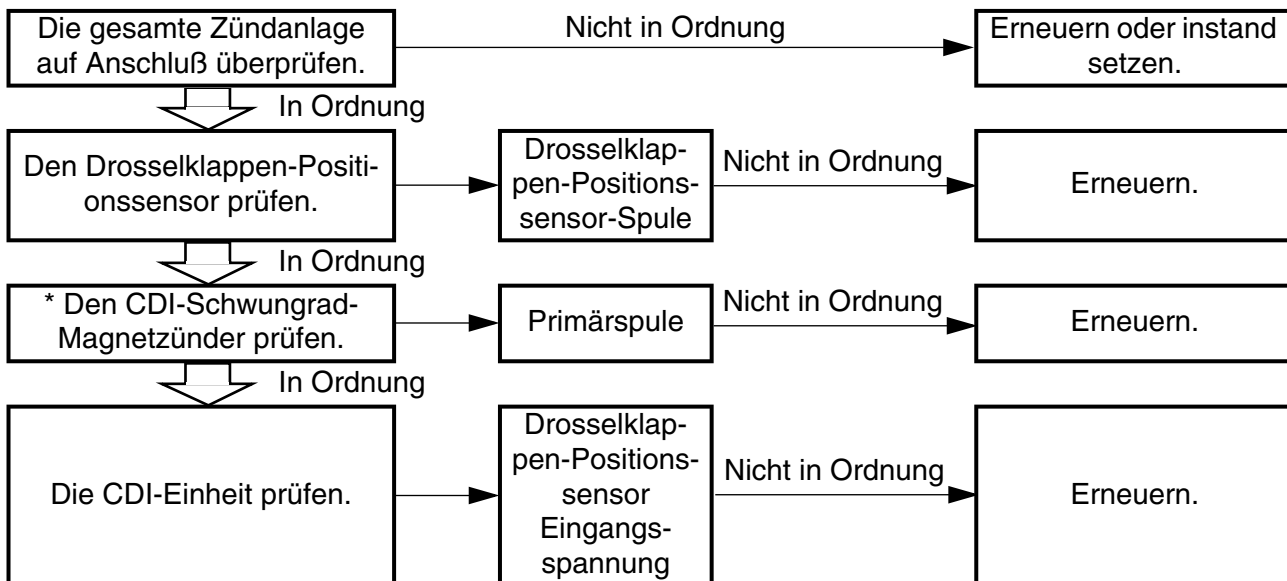 Die gesamte Zündanlage
auf Anschluß überprüfen.
Nicht in Ordnung
Erneuern oder instand
setzen.
In Ordnung
Den Drosselklappen-Positi-
onssensor prüfen.
Drosselklap-
pen-Positions-
sensor-Spule
Nicht in Ordnung
Erneuern.
In Ordnung
* Den CDI-Schwungrad-
Magnetzünder prüfen.
Primärspule
Nicht in Ordnung
Erneuern.
In Ordnung
Die CDI-Einheit prüfen.
Drosselklap-
pen-Positions-
sensor
Eingangs-
spannung
Nicht in Ordnung
Erneuern.